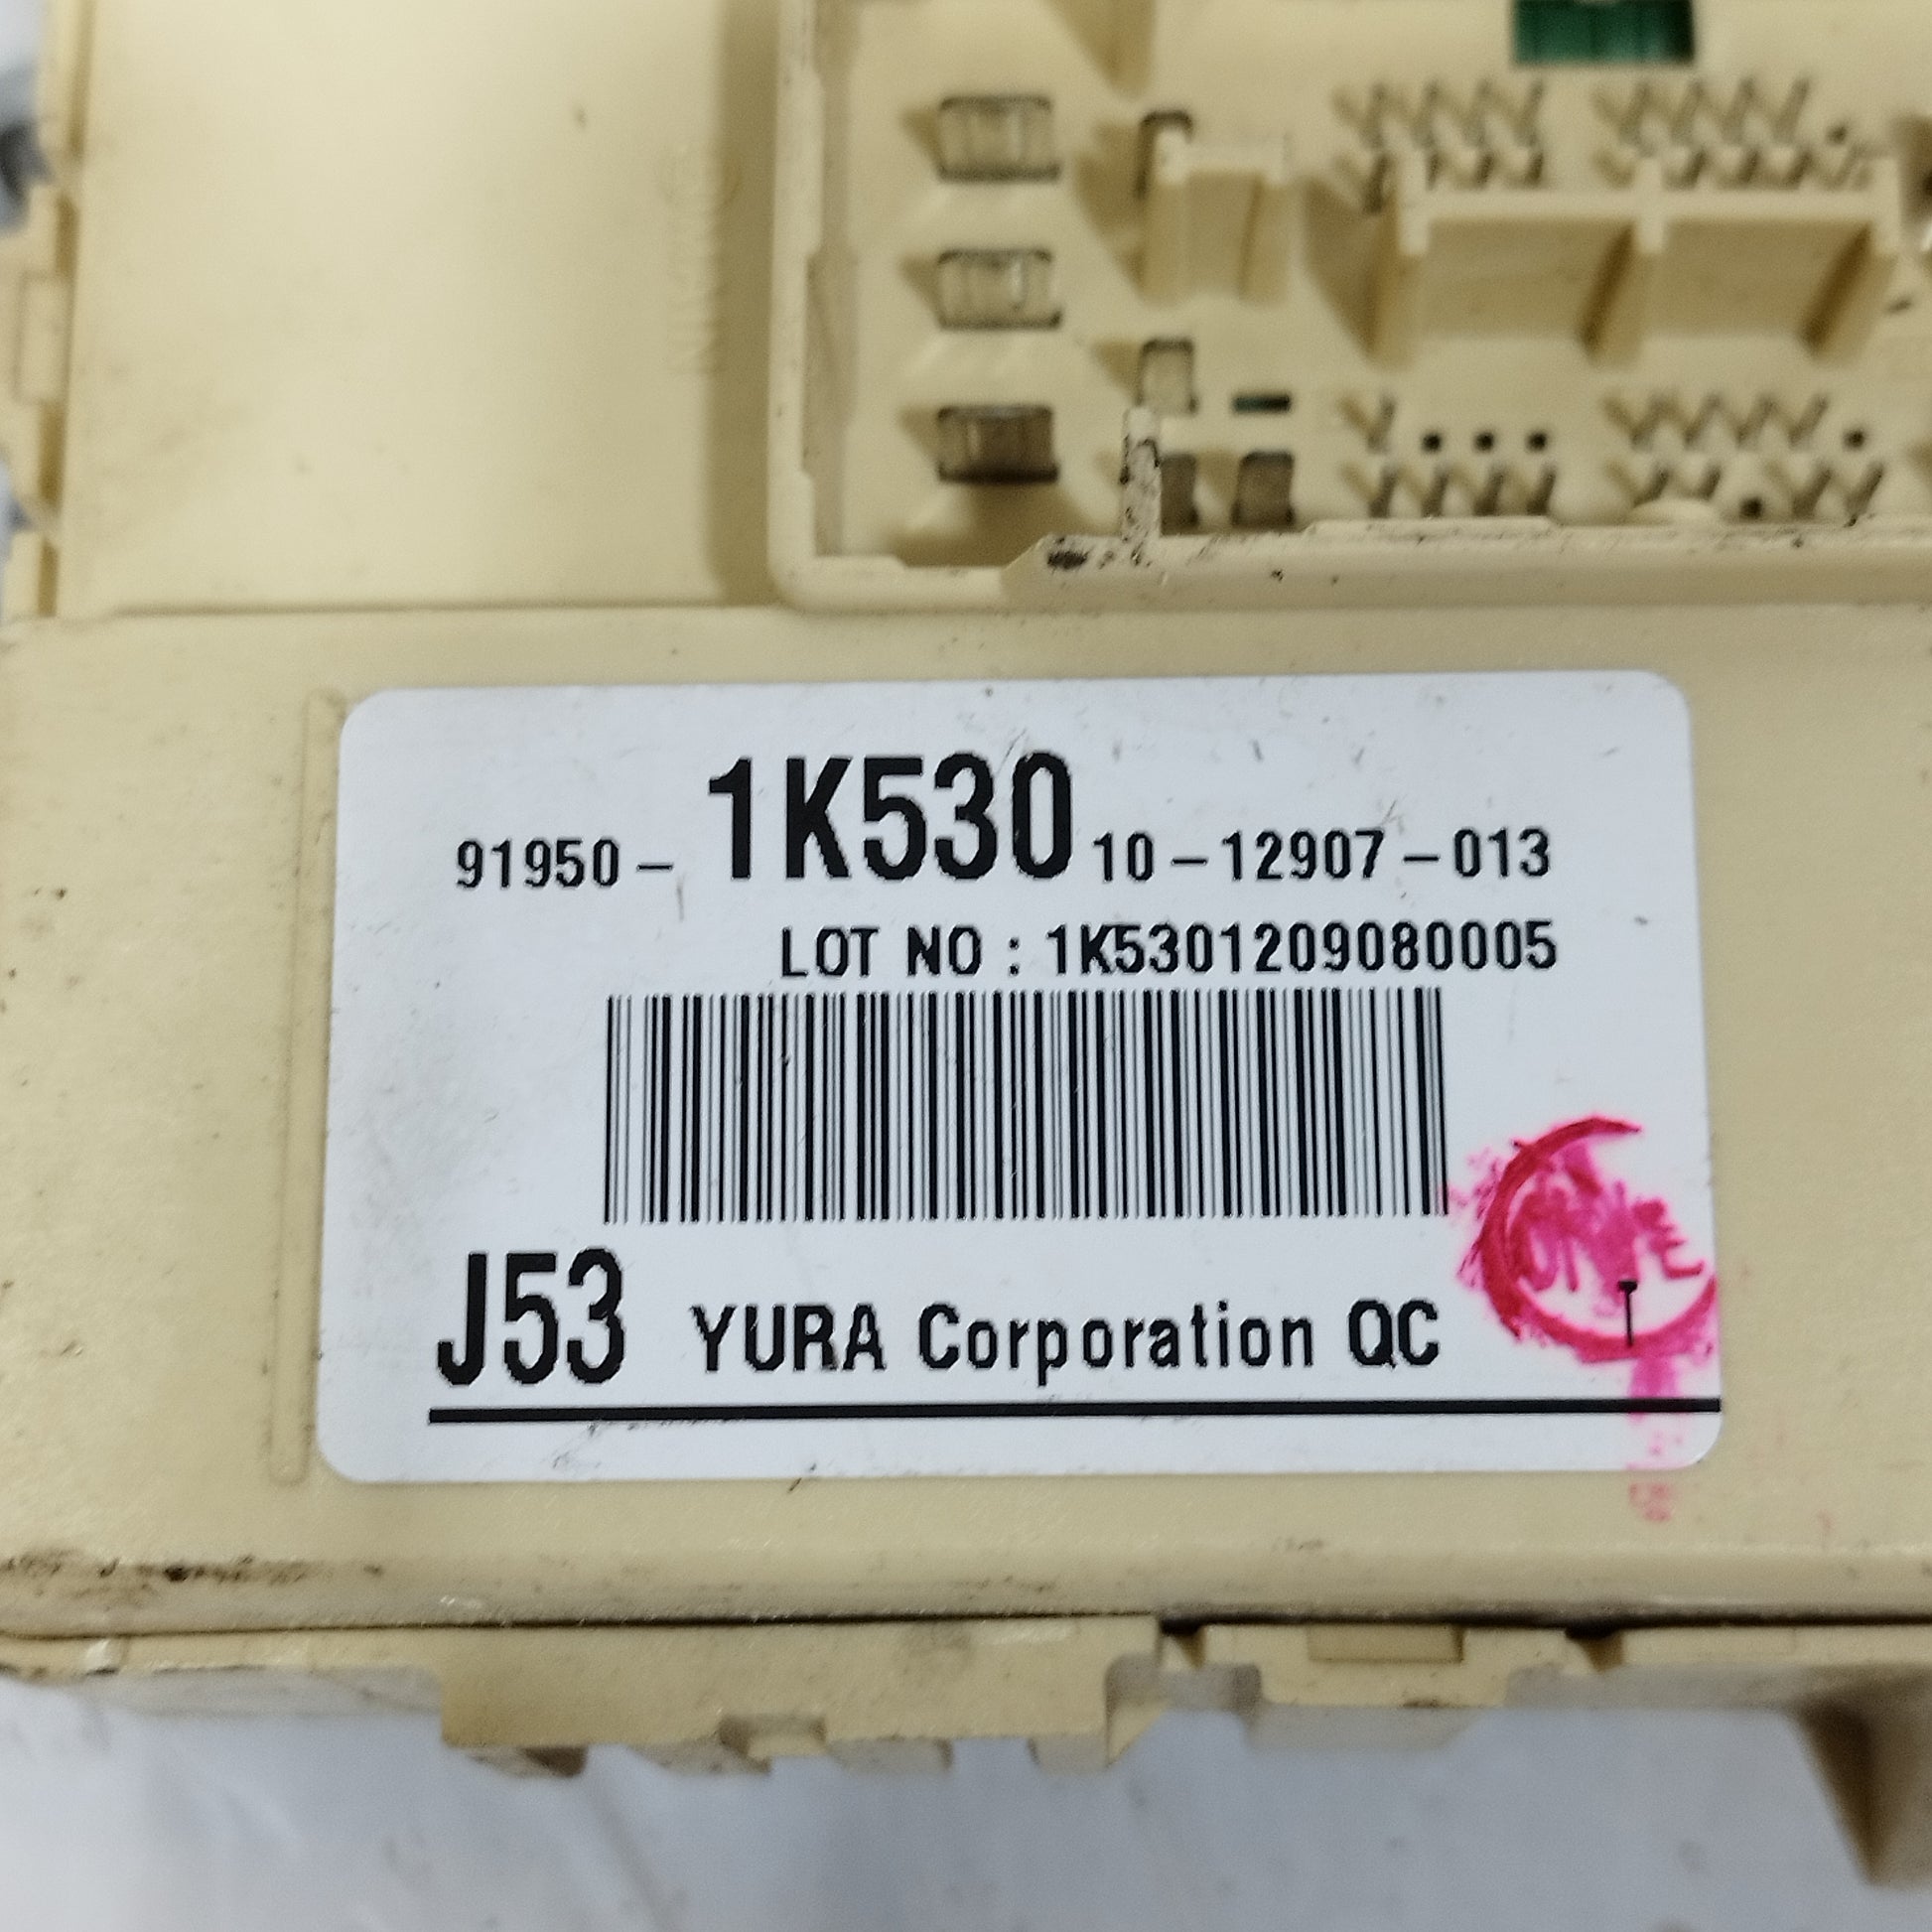 91950- 1K530 10-12907-013
LOT NO : 1K5301209080005
J53 YURA Corporation QC